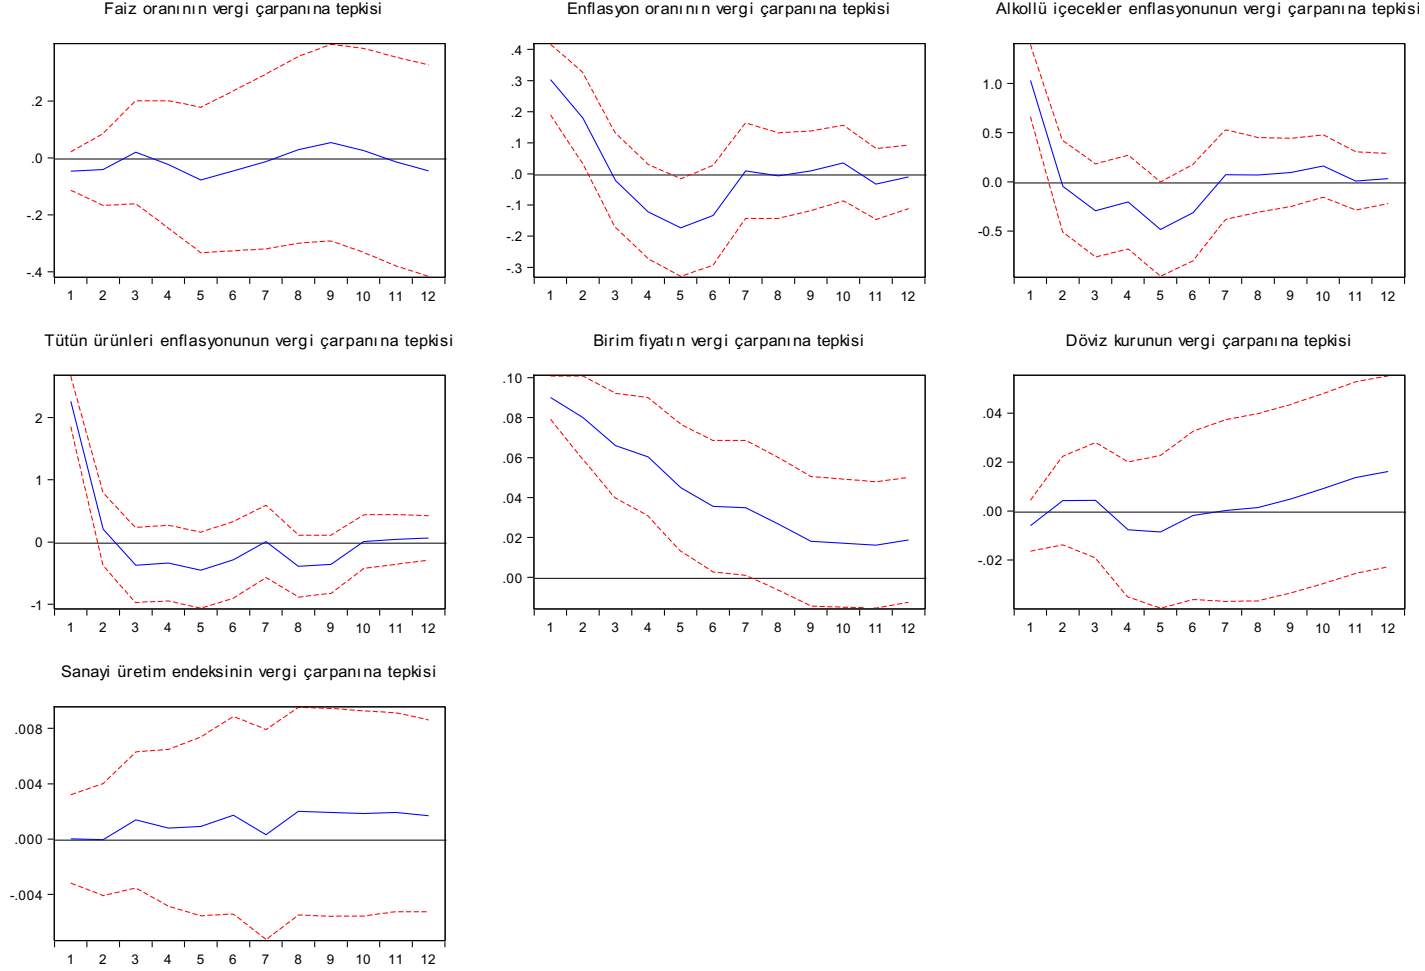 Faiz oranının vergi çarpanına tepkisi
.2
.0
-.2
-.4
1 2 3 4 5 6 7 8 9 10 11 12
Enflasyon oranının vergi çarpanına tepkisi
.4
.3
.2
.1
.0
-.1
-.2
-.3
1 2 3 4 5 6 7 8 9 10 11 12
Alkollü içecekler enflasyonunun vergi çarpanına tepkisi
1.0
0.5
0.0
-0.5
1 2 3 4 5 6 7 8 9 10 11 12
Tütün ürünleri enflasyonunun vergi çarpanına tepkisi
2
1
0
-1
1 2 3 4 5 6 7 8 9 10 11 12
Birim fiyatın vergi çarpanına tepkisi
.10
.08
.06
.04
.02
.00
1 2 3 4 5 6 7 8 9 10 11 12
Döviz kurunun vergi çarpanına tepkisi
.04
.02
.00
-.02
1 2 3 4 5 6 7 8 9 10 11 12
Sanayi üretim endeksinin vergi çarpanına tepkisi
.008
.004
.000
-.004
1 2 3 4 5 6 7 8 9 10 11 12